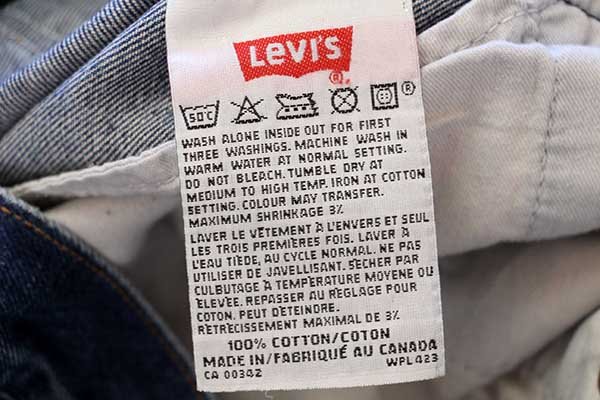 LEVI'S
®.
50°C ®
WASH ALONE INSIDE OUT FOR FIRST
THREE WASHINGS. MACHINE WASH IN
WARM WATER AT NORMAL SETTING.
DO NOT BLEACH. TUMBLE DRY AT
MEDIUM TO HIGH TEMP. IRON AT COTTON
SETTING. COLOUR MAY TRANSFER.
MAXIMUM SHRINKAGE 3%
LAVER LE VÊTEMENT À L'ENVERS ET SEUL
LES TROIS PREMIÈRES FOIS. LAVER À
L'EAU TIÈDE, AU CYCLE NORMAL. NE PAS
UTILISER DE JAVELLISANT. SÉCHER PAR
CULBUTAGE À TEMPÉRATURE MOYENNE OU
ÉLEVÉE. REPASSER AU RÉGLAGE POUR
COTON. PEUT DÉTEINDRE.
RÉTRÉCISSEMENT MAXIMAL DE 3%
100% COTTON/COTON
MADE IN/FABRIQUÉ AU CANADA
CA 00342 WPL 423